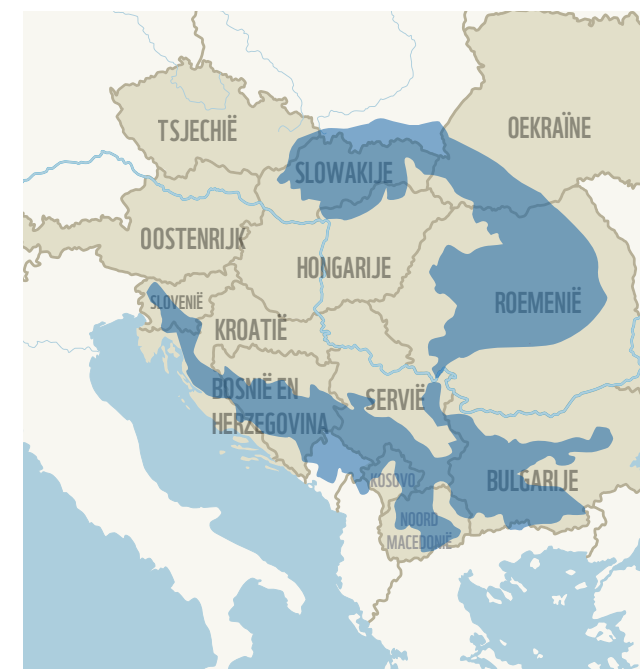 TSJECHIË
OEKRAÏNE
SLOWAKIJE
OOSTENRIJK
HONGARIJE
SLOVENIË
ROEMENIË
KROATIË
BOSNIË EN
HERZEGOVINA
SERVIË
KOSOVO
BULGARIJE
NOORD
MACEDONIË